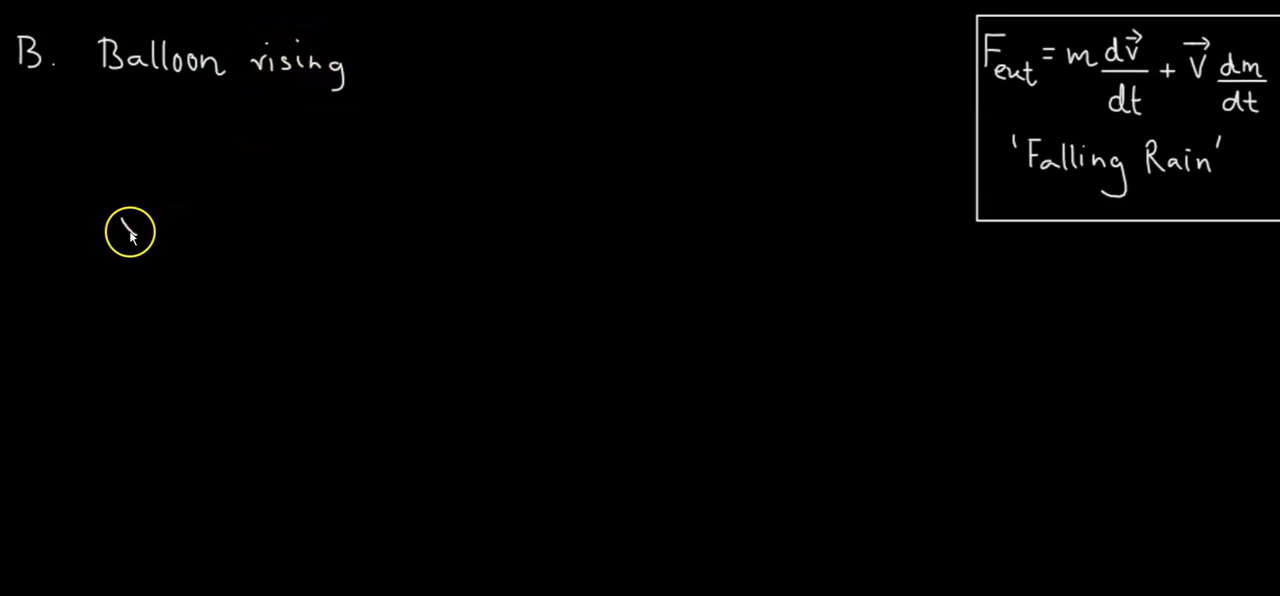 B. Balloon rising
F_ext = m dv⃗/dt + V⃗ dm/dt
'Falling Rain'